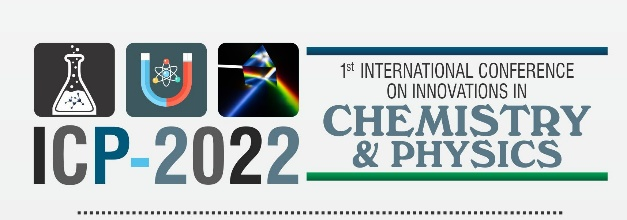 ICP-2022
1st INTERNATIONAL CONFERENCE
ON INNOVATIONS IN
CHEMISTRY
& PHYSICS